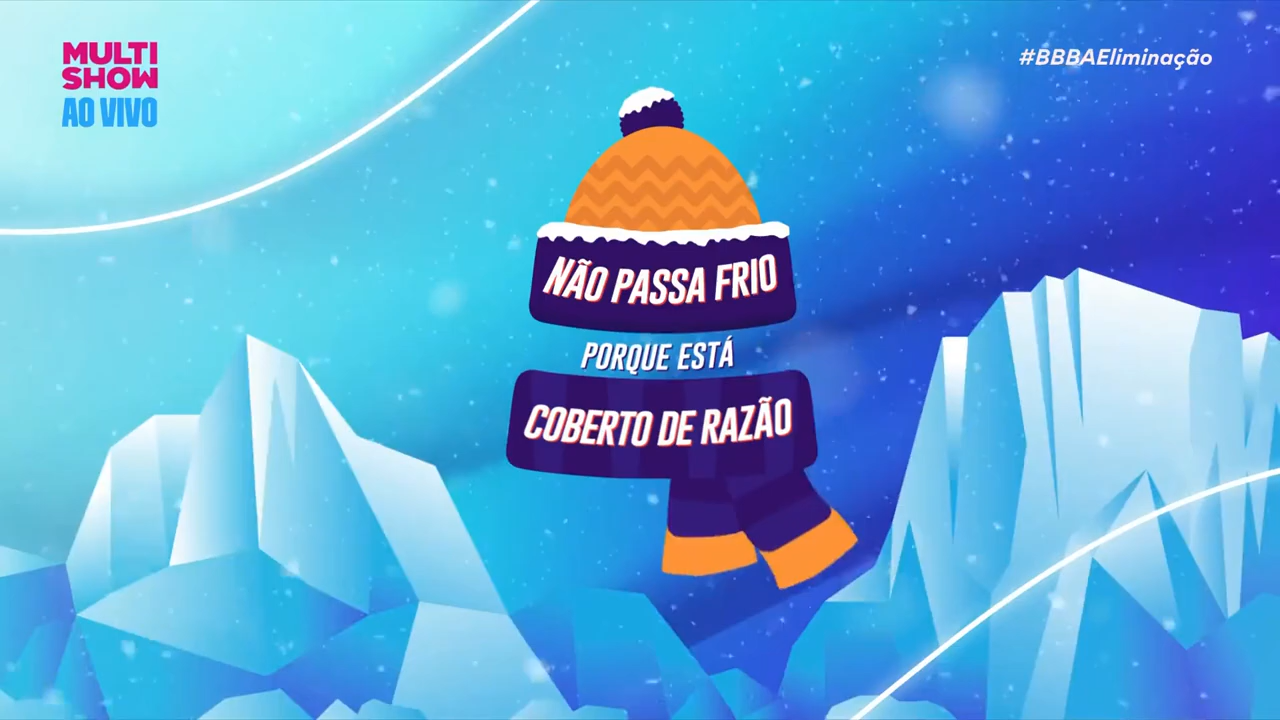 MULTI
SHOW
AO VIVO
#BBBAEliminação
NÃO PASSA FRIO
PORQUE ESTÁ
COBERTO DE RAZÃO